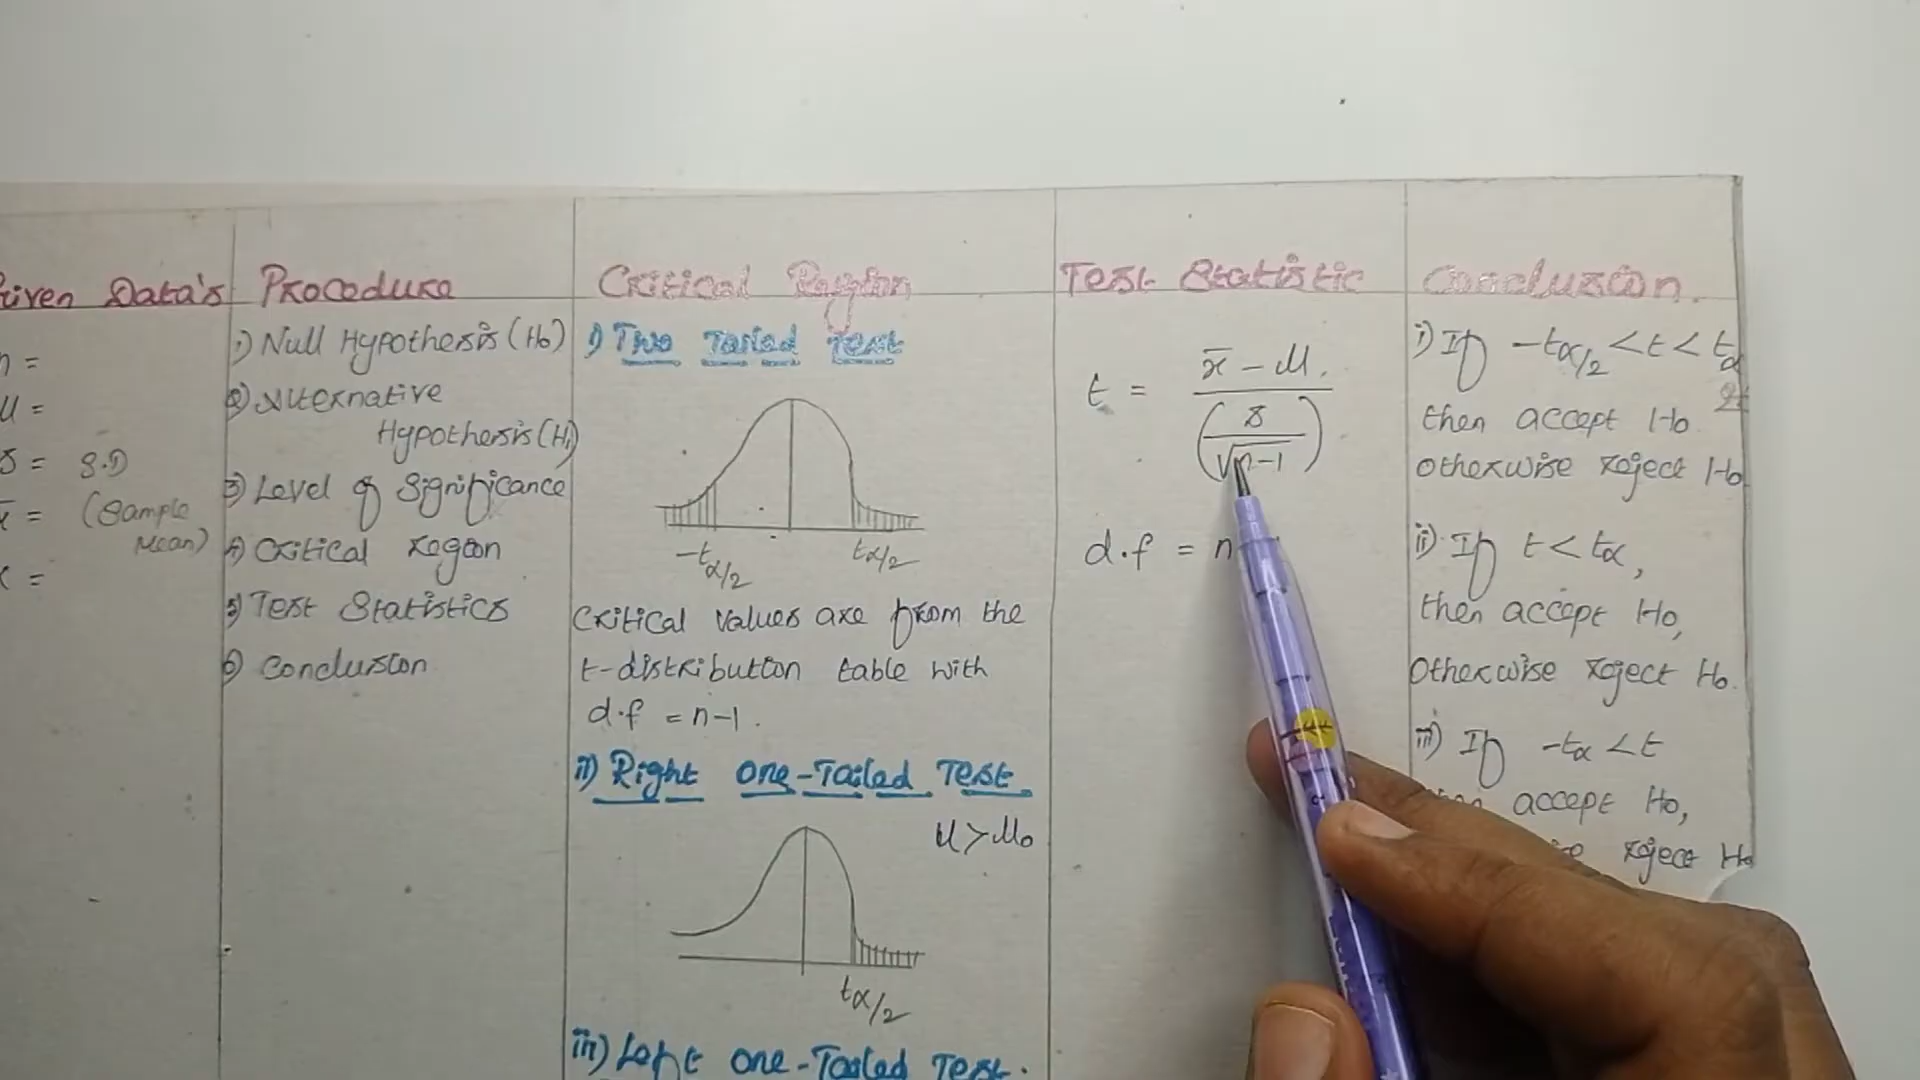 Given Data's
n =
μ =
s = S.D
x̄ = (Sample
Mean)
α =
Procedure
1) Null Hypothesis (H0)
2) Alternative
Hypothesis (H1)
3) Level of Significance
4) Critical region
5) Test Statistics
6) Conclusion
Critical Region
i) Two Tailed Test
-tα/2 tα/2
Critical values are from the
t-distribution table with
d.f = n-1.
ii) Right one-Tailed Test
μ > μ0
tα/2
iii) Left one-Tailed Test.
Test Statistic
t = x̄ - μ
(s / √n-1)
d.f = n
Conclusion.
i) If -tα/2 < t < tα/2
then accept H0
otherwise reject H0
ii) If t < tα,
then accept H0,
otherwise reject H0.
iii) If -tα < t
accept H0,
reject H0